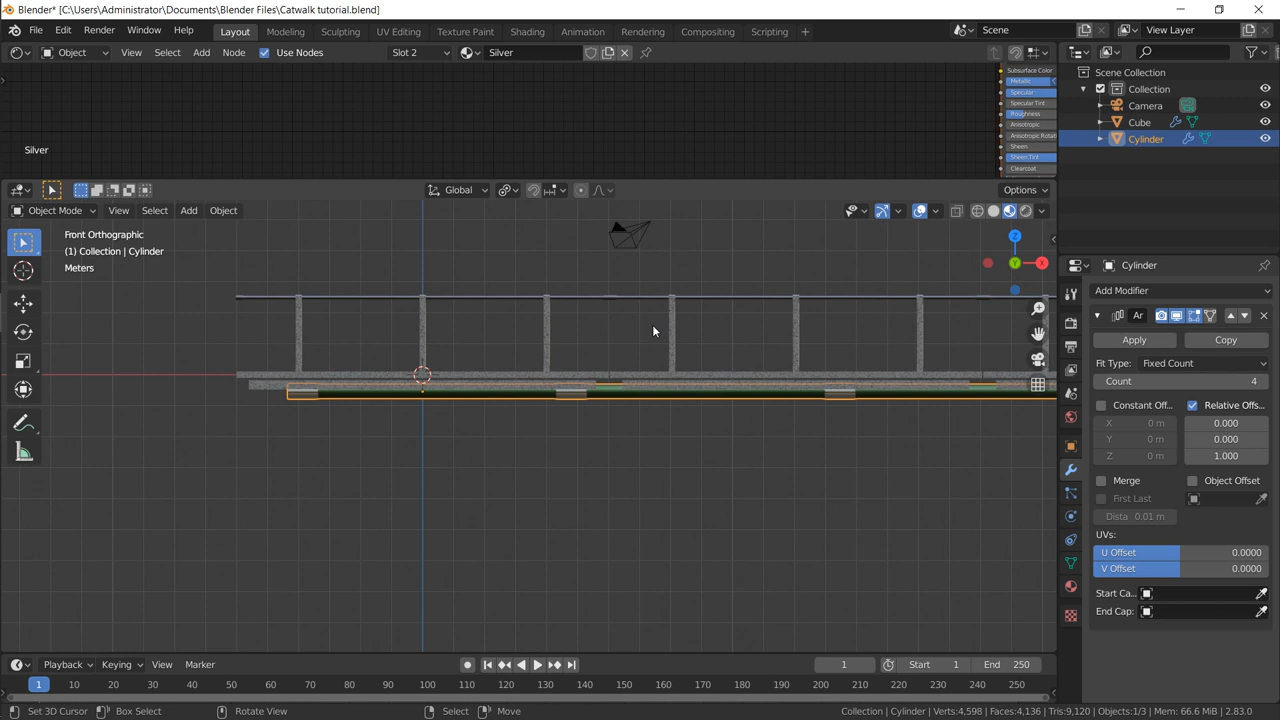 Blender* [C:\Users\Administrator\Documents\Blender Files\Catwalk tutorial.blend]
File Edit Render Window Help Layout Modeling Sculpting UV Editing Texture Paint Shading Animation Rendering Compositing Scripting + Scene View Layer
Object View Select Add Node Use Nodes Slot 2 Silver
Subsurface Color
Metallic
Specular
Specular Tint
Roughness
Anisotropic
Anisotropic Rotat
Sheen
Sheen Tint
Clearcoat
Silver
Scene Collection
Collection
Camera
Cube
Cylinder
Global Options
Object Mode View Select Add Object
Front Orthographic
(1) Collection | Cylinder
Meters
Z
Y
X
Cylinder
Add Modifier
Ar
Apply Copy
Fit Type: Fixed Count
Count 4
Constant Off... Relative Offs...
X 0 m 0.000
Y 0 m 0.000
Z 0 m 1.000
Merge Object Offset
First Last
Dista 0.01 m
UVs:
U Offset 0.0000
V Offset 0.0000
Start Ca...
End Cap:
Playback Keying View Marker 1 Start 1 End 250
1 10 20 30 40 50 60 70 80 90 100 110 120 130 140 150 160 170 180 190 200 210 220 230 240 250
Set 3D Cursor Box Select Rotate View Select Move Collection | Cylinder | Verts:4,598 | Faces:4,136 | Tris:9,120 | Objects:1/3 | Mem: 66.6 MiB | 2.83.0